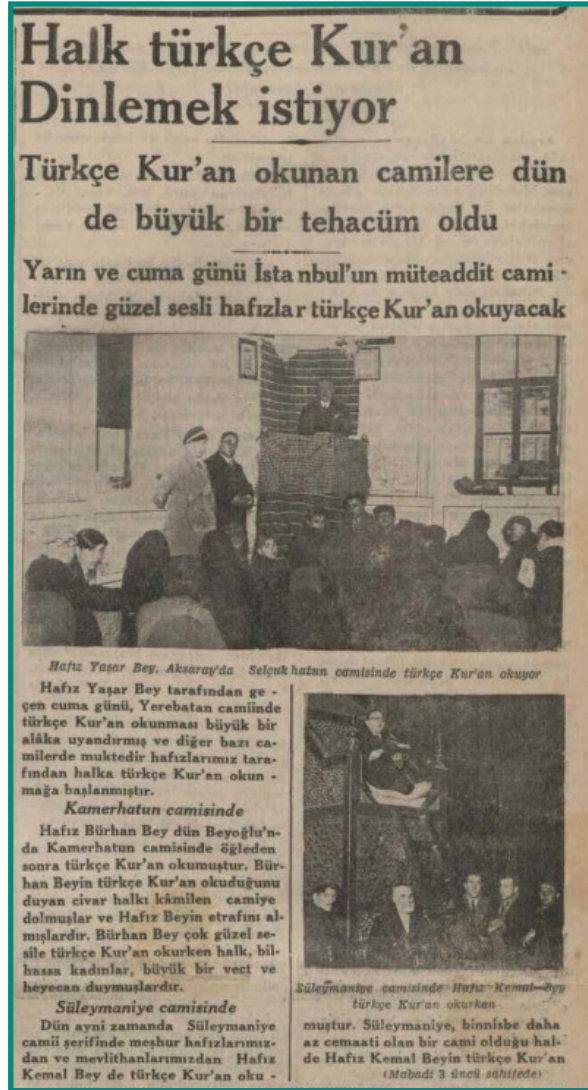 Halk türkçe Kur'an
Dinlemek istiyor
Türkçe Kur'an okunan camilere dün
de büyük bir tehacüm oldu
Yarın ve cuma günü İstanbul'un müteaddit cami -
lerinde güzel sesli hafızlar türkçe Kur'an okuyacak
Hafız Yaşar Bey, Aksaray'da Selçuk hatun camisinde türkçe Kur'an okuyor
Hafız Yaşar Bey tarafından ge -
çen cuma günü, Yerebatan camiinde
türkçe Kur'an okunması büyük bir
alâka uyandırmış ve diğer bazı ca-
milerde muktedir hafızlarımız tara-
fından halka türkçe Kur'an okun -
mağa başlanmıştır.
Kamerhatun camisinde
Hafız Bürhan Bey dün Beyoğlu'n-
da Kamerhatun camisinde öğleden
sonra türkçe Kur'an okumuştur. Bür-
han Beyin türkçe Kur'an okuduğunu
duyan civar halkı kâmilen camiye
dolmuşlar ve Hafız Beyin etrafını al-
mışlardır. Bürhan Bey çok güzel se-
sile türkçe Kur'an okurken halk, bil-
hassa kadınlar, büyük bir vect ve
heyecan duymuşlardır.
Süleymaniye camisinde
Dün ayni zamanda Süleymaniye
camii şerifinde meşhur hafızlarımız-
dan ve mevlithanlarımızdan Hafız
Kemal Bey de türkçe Kur'an oku -
Süleymaniye camisinde Hafız Kemal Bey
türkçe Kur'an okurken
muştur. Süleymaniye, binnisbe daha
az cemaati olan bir cami olduğu hal-
de Hafız Kemal Beyin türkçe Kur'an
(Mabadi 3 üncü sahifede)